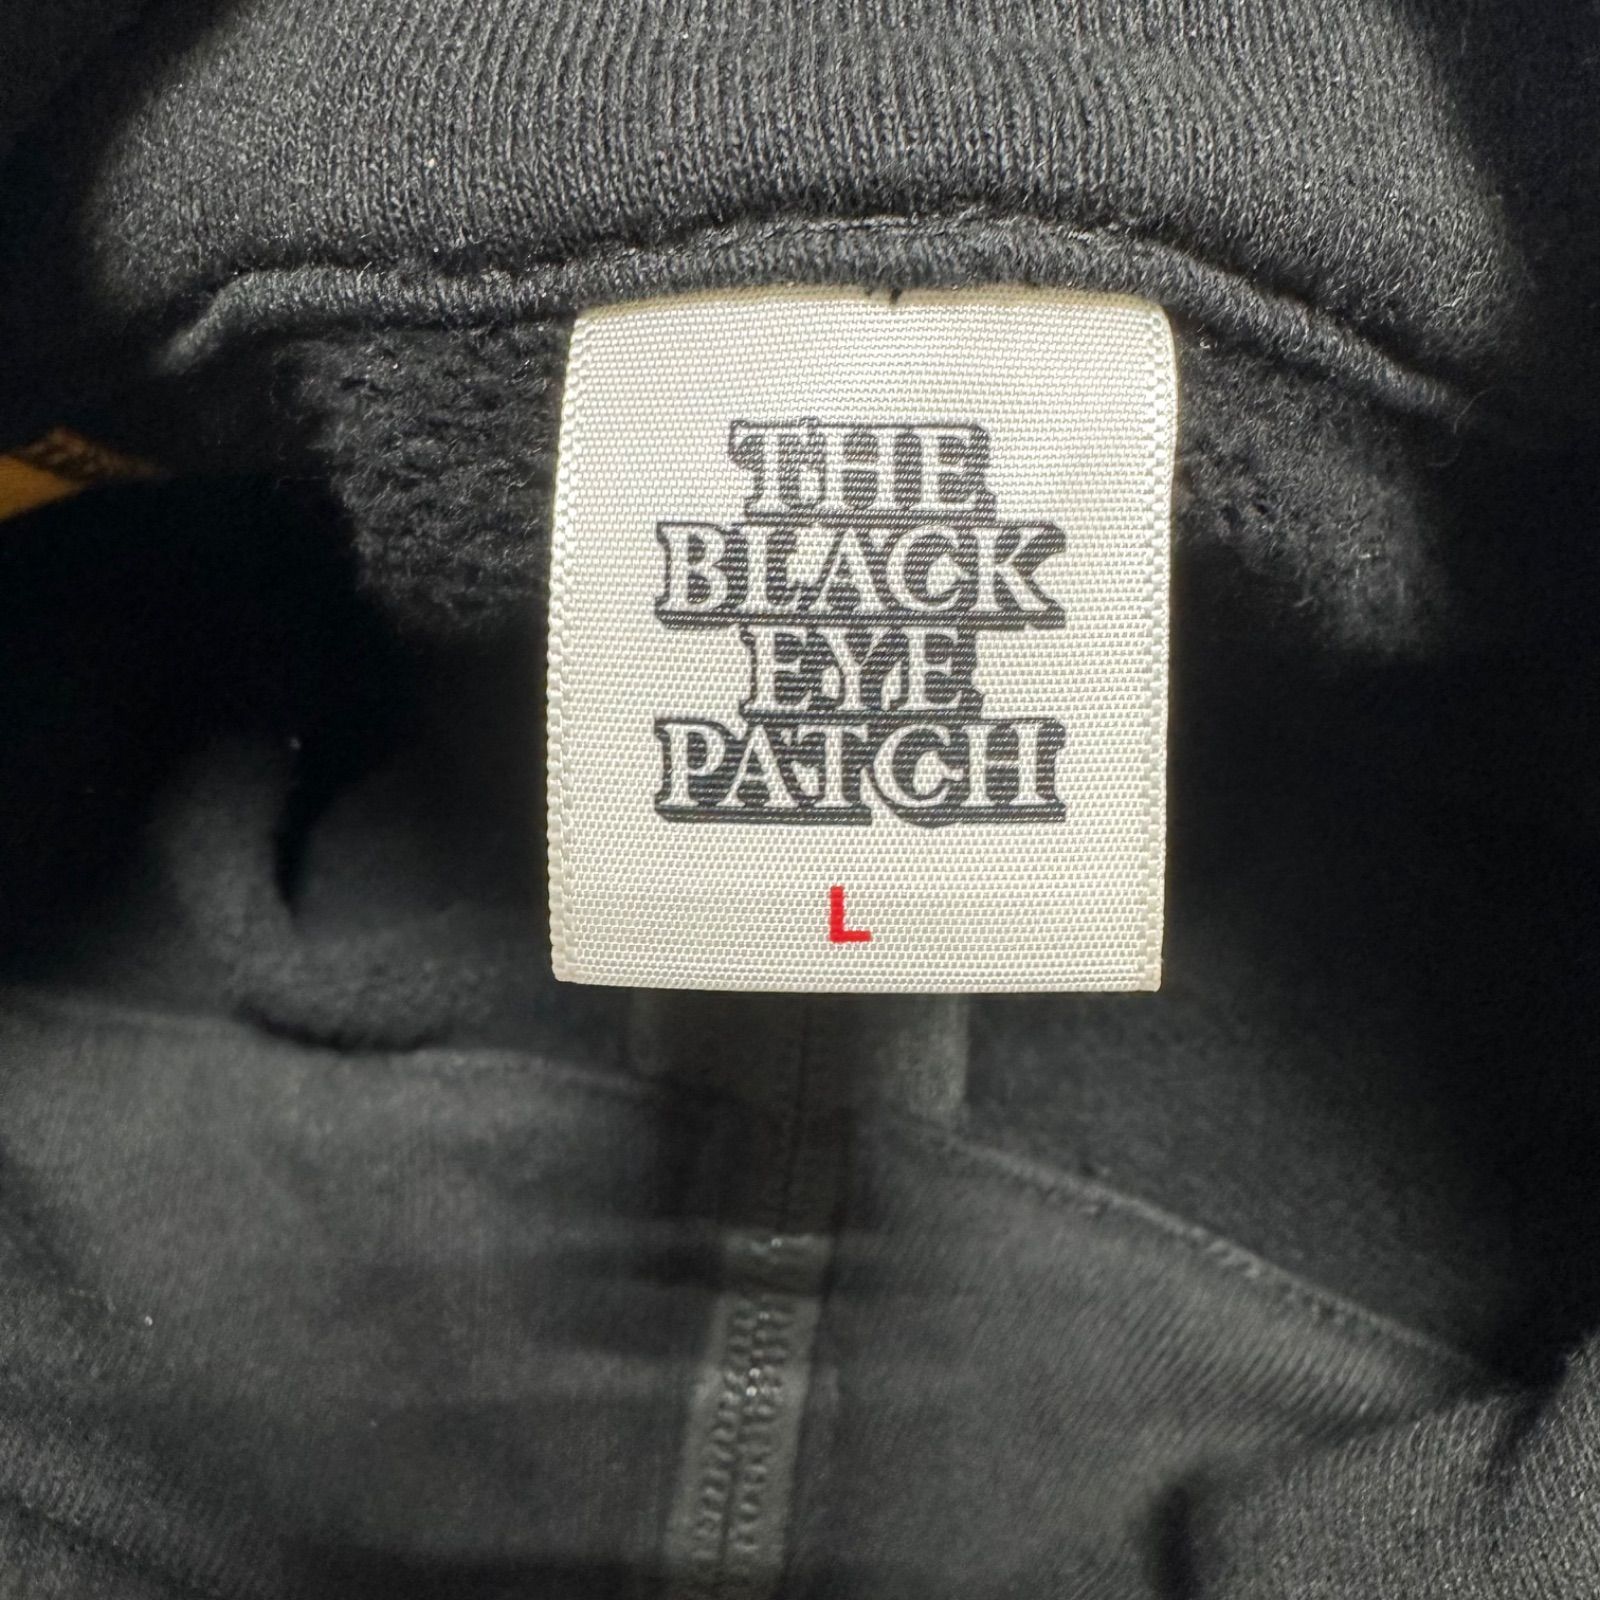 THE
BLACK
EYE
PATCH
L